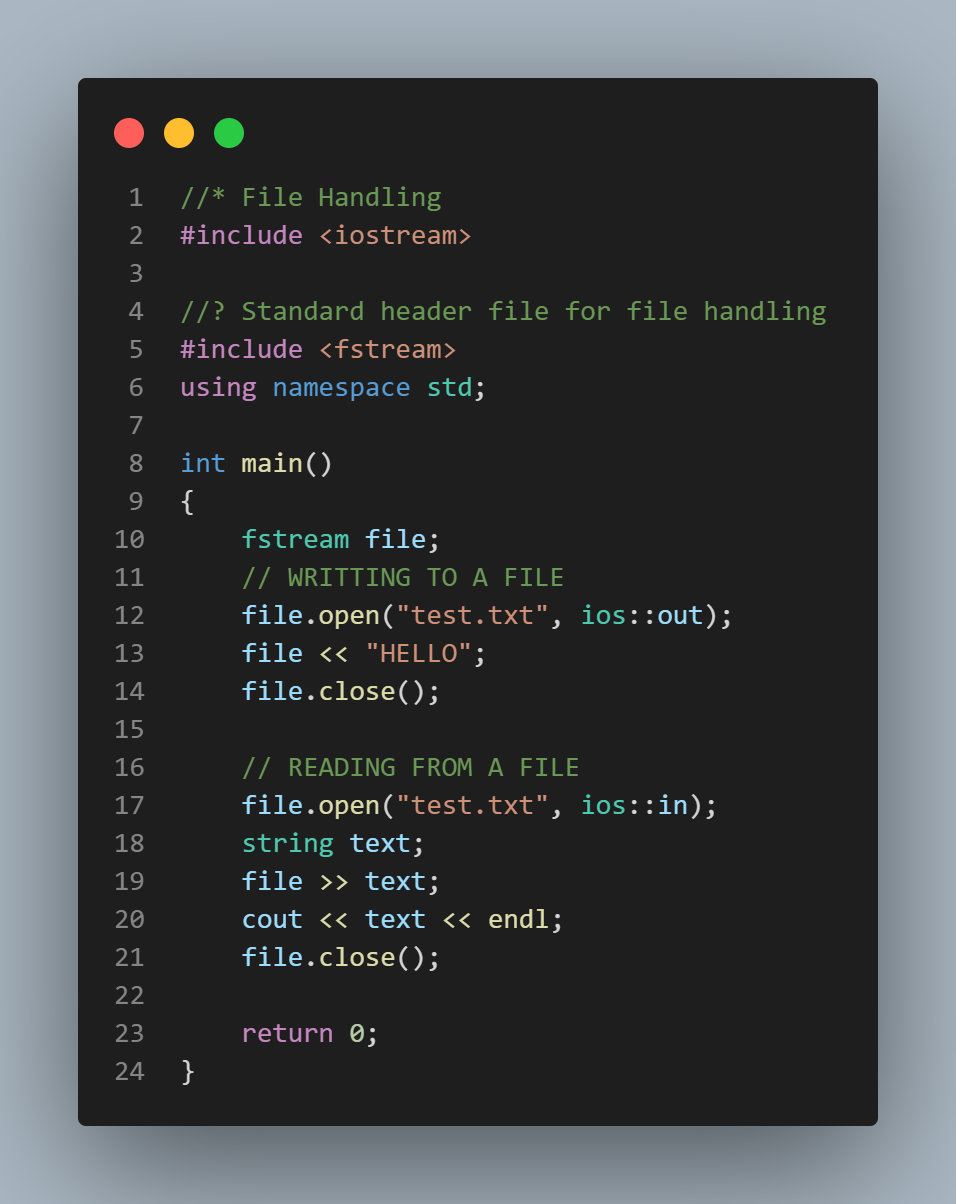 1 //* File Handling
2 #include <iostream>
3
4 //? Standard header file for file handling
5 #include <fstream>
6 using namespace std;
7
8 int main()
9 {
10     fstream file;
11     // WRITTING TO A FILE
12     file.open("test.txt", ios::out);
13     file << "HELLO";
14     file.close();
15
16     // READING FROM A FILE
17     file.open("test.txt", ios::in);
18     string text;
19     file >> text;
20     cout << text << endl;
21     file.close();
22
23     return 0;
24 }